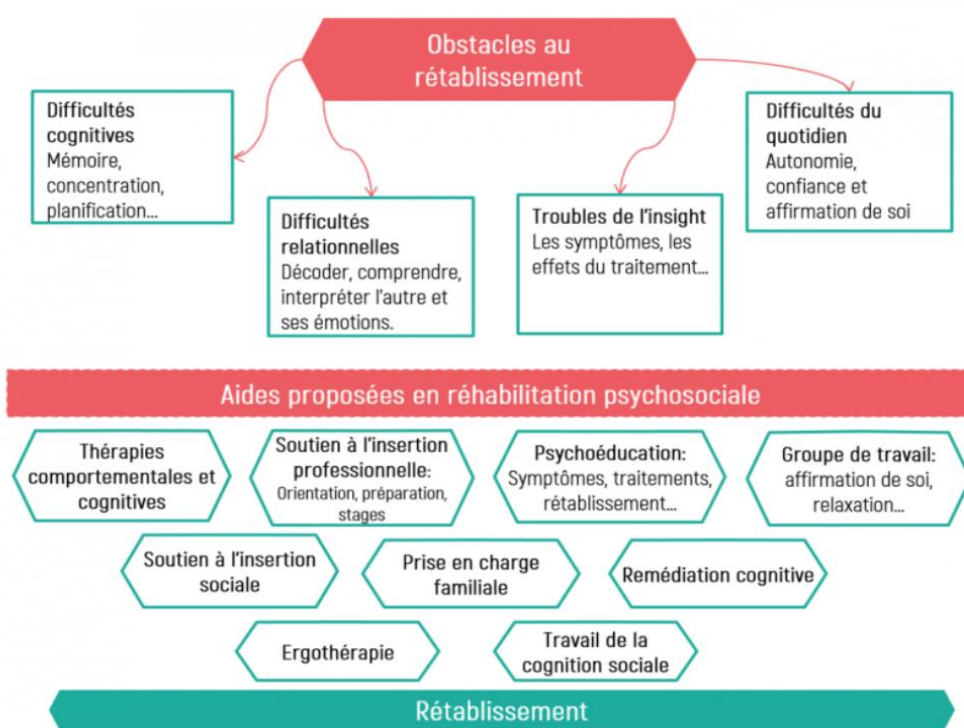 Obstacles au
rétablissement
Difficultés
cognitives
Mémoire,
concentration,
planification...
Difficultés
relationnelles
Décoder, comprendre,
interpréter l'autre et
ses émotions.
Troubles de l'insight
Les symptômes, les
effets du traitement...
Difficultés du
quotidien
Autonomie,
confiance et
affirmation de soi
Aides proposées en réhabilitation psychosociale
Thérapies
comportementales et
cognitives
Soutien à l'insertion
professionnelle:
Orientation, préparation,
stages
Psychoéducation:
Symptômes, traitements,
rétablissement...
Groupe de travail:
affirmation de soi,
relaxation...
Soutien à l'insertion
sociale
Prise en charge
familiale
Remédiation cognitive
Ergothérapie
Travail de la
cognition sociale
Rétablissement